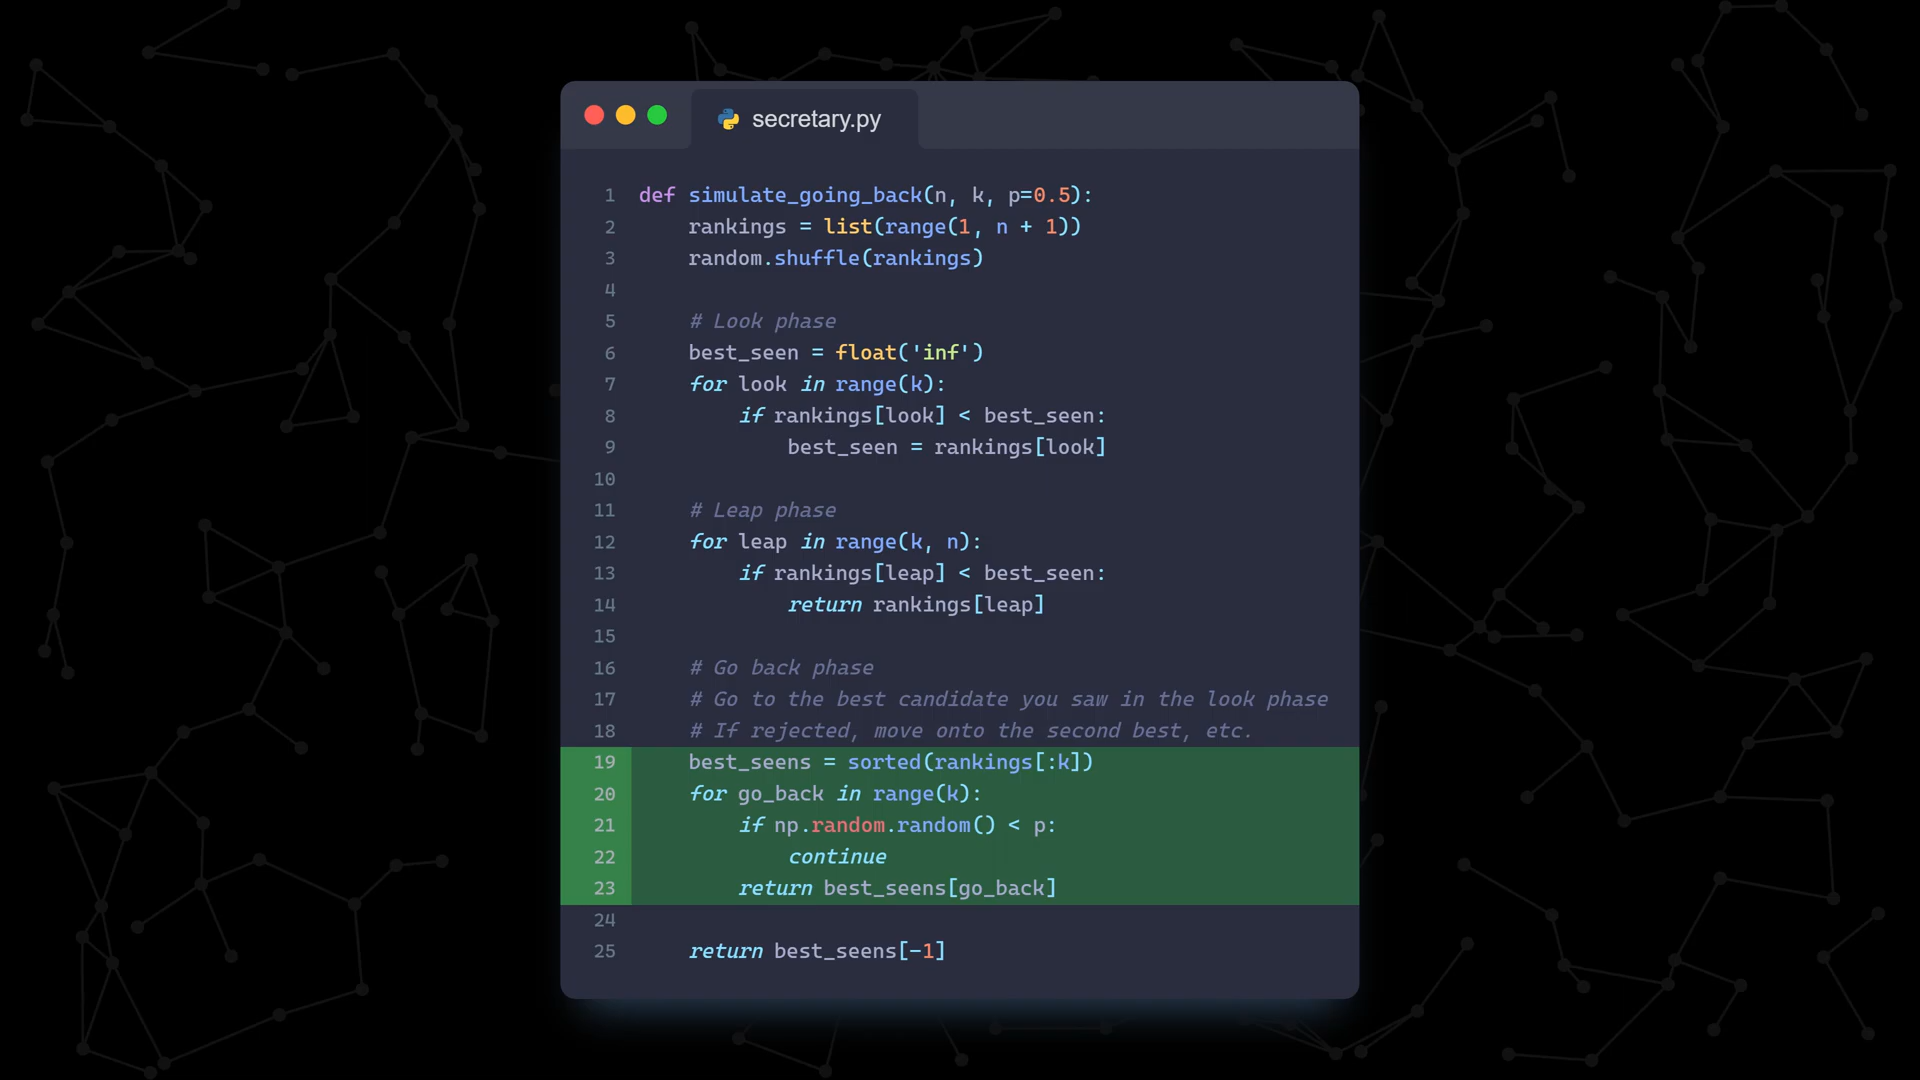 secretary.py
1 def simulate_going_back(n, k, p=0.5):
2     rankings = list(range(1, n + 1))
3     random.shuffle(rankings)
4
5     # Look phase
6     best_seen = float('inf')
7     for look in range(k):
8         if rankings[look] < best_seen:
9             best_seen = rankings[look]
10
11     # Leap phase
12     for leap in range(k, n):
13         if rankings[leap] < best_seen:
14             return rankings[leap]
15
16     # Go back phase
17     # Go to the best candidate you saw in the look phase
18     # If rejected, move onto the second best, etc.
19     best_seens = sorted(rankings[:k])
20     for go_back in range(k):
21         if np.random.random() < p:
22             continue
23         return best_seens[go_back]
24
25     return best_seens[-1]